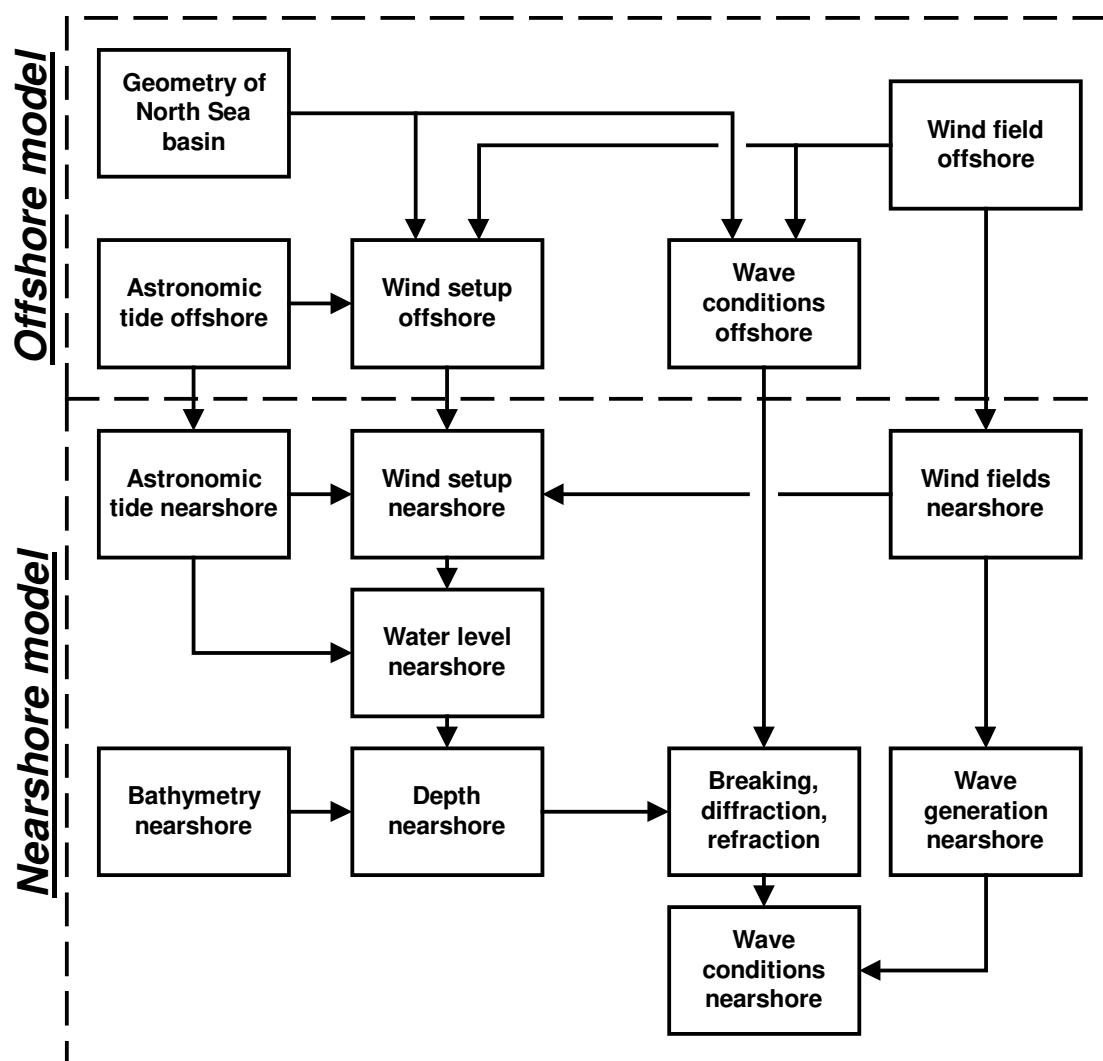 Offshore model
Geometry of
North Sea
basin
Wind field
offshore
Astronomic
tide offshore
Wind setup
offshore
Wave
conditions
offshore
Nearshore model
Astronomic
tide nearshore
Wind setup
nearshore
Wind fields
nearshore
Water level
nearshore
Bathymetry
nearshore
Depth
nearshore
Breaking,
diffraction,
refraction
Wave
generation
nearshore
Wave
conditions
nearshore